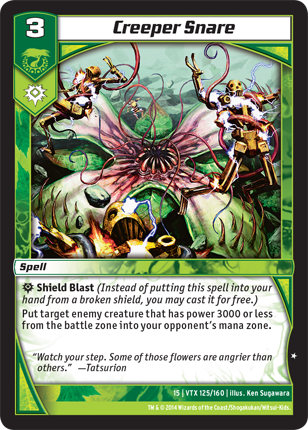 3
Creeper Snare
Spell
Shield Blast (Instead of putting this spell into your
hand from a broken shield, you may cast it for free.)
Put target enemy creature that has power 3000 or less
from the battle zone into your opponent's mana zone.
"Watch your step. Some of those flowers are angrier than
others." —Tatsurion
15 | VTX 125/160 | illus. Ken Sugawara
TM & © 2014 Wizards of the Coast/Shogakukan/Mitsui-Kids.